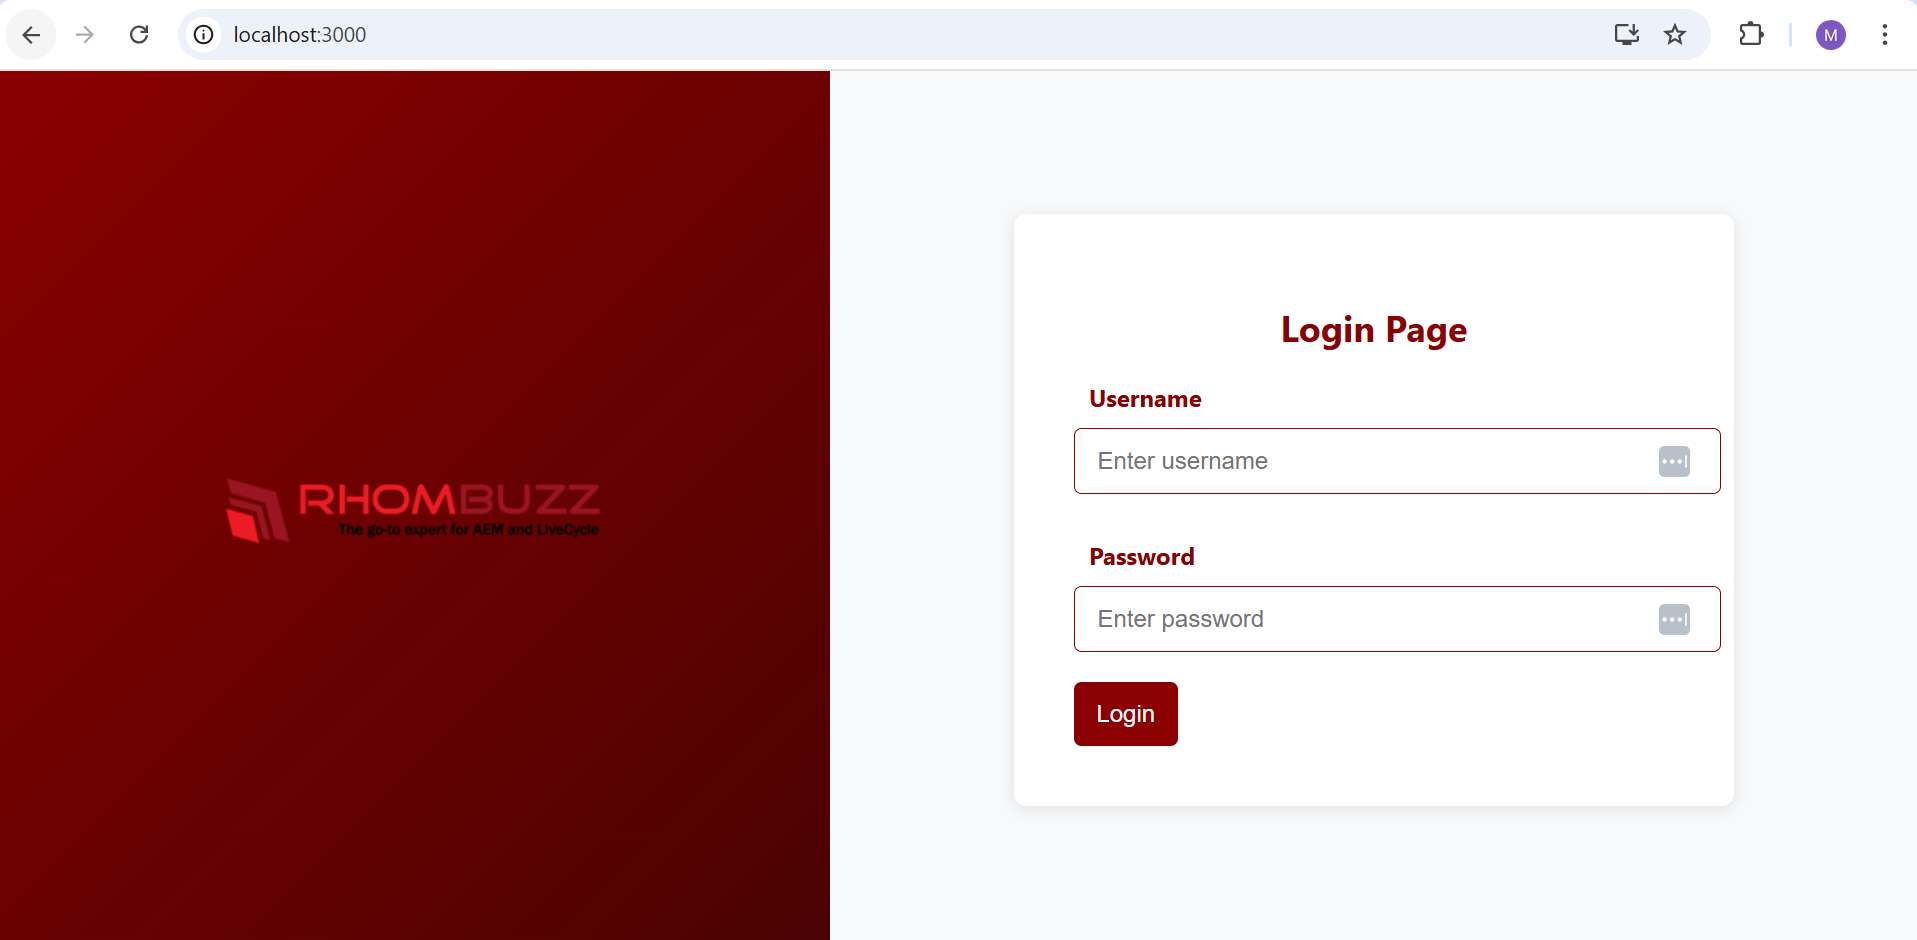 localhost:3000
M
RHOMBUZZ
The go-to expert for AEM and LiveCycle
Login Page
Username
Enter username
Password
Enter password
Login